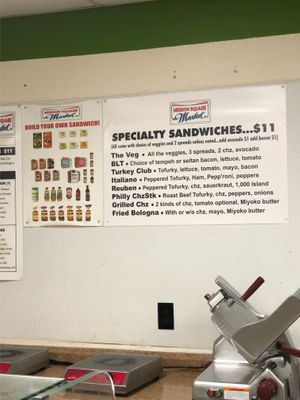 MISSION SQUARE
Market
BUILD YOUR OWN SANDWICH!
$11
MISSION SQUARE
Market
SPECIALTY SANDWICHES...$11
(All come with choice of veggies and 2 spreads unless noted...add avocado $1 add bacon $1)
The Veg • All the veggies, 3 spreads, 2 chz, avocado
BLT • Choice of tempeh or seitan bacon, lettuce, tomato
Turkey Club • Tofurky, lettuce, tomato, mayo, bacon
Italiano • Peppered Tofurky, Ham, Pepp'roni, peppers
Reuben • Peppered Tofurky, chz, sauerkraut, 1,000 Island
Philly ChzStk • Roast Beef Tofurky, chz, peppers, onions
Grilled Chz • 2 kinds of chz, tomato optional, Miyoko butter
Fried Bologna • With or w/o chz, mayo, Miyoko butter